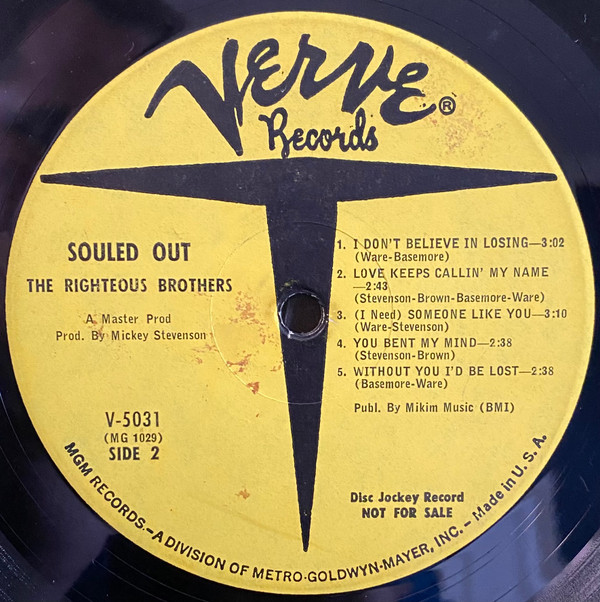 Verve ®
Records
SOULED OUT
THE RIGHTEOUS BROTHERS
A Master Prod
Prod. By Mickey Stevenson
V-5031
(MG 1029)
SIDE 2
1. I DON'T BELIEVE IN LOSING—3:02
(Ware-Basemore)
2. LOVE KEEPS CALLIN' MY NAME
—2:43
(Stevenson-Brown-Basemore-Ware)
3. (I Need) SOMEONE LIKE YOU—3:10
(Ware-Stevenson)
4. YOU BENT MY MIND—2:38
(Stevenson-Brown)
5. WITHOUT YOU I'D BE LOST—2:38
(Basemore-Ware)
Publ. By Mikim Music (BMI)
Disc Jockey Record
NOT FOR SALE
MGM RECORDS.—A DIVISION OF METRO-GOLDWYN-MAYER, INC.—Made in U. S. A.